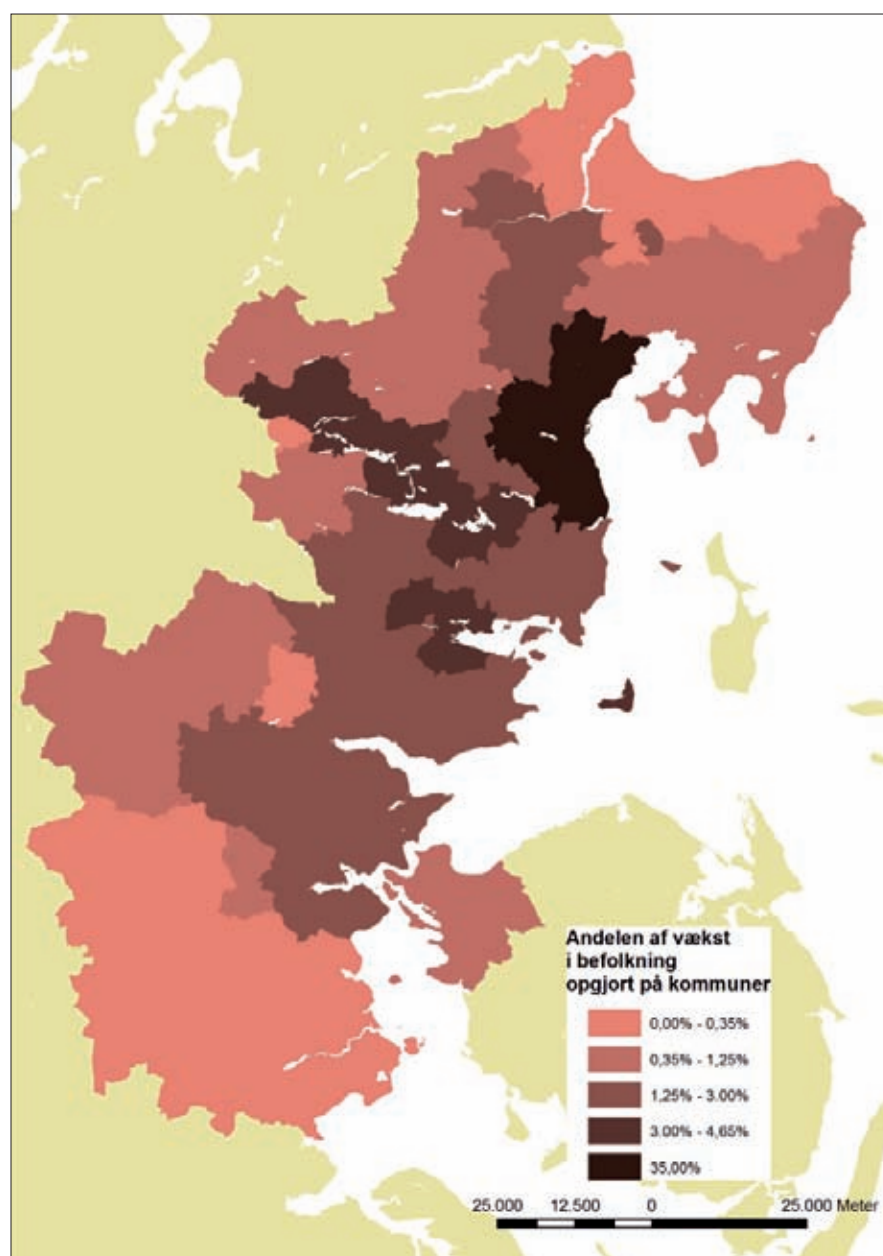 Andelen af vækst
i befolkning
opgjort på kommuner
0,00% - 0,35%
0,35% - 1,25%
1,25% - 3.00%
3.00% - 4,65%
35,00%
25.000 12.500 0 25.000 Meter